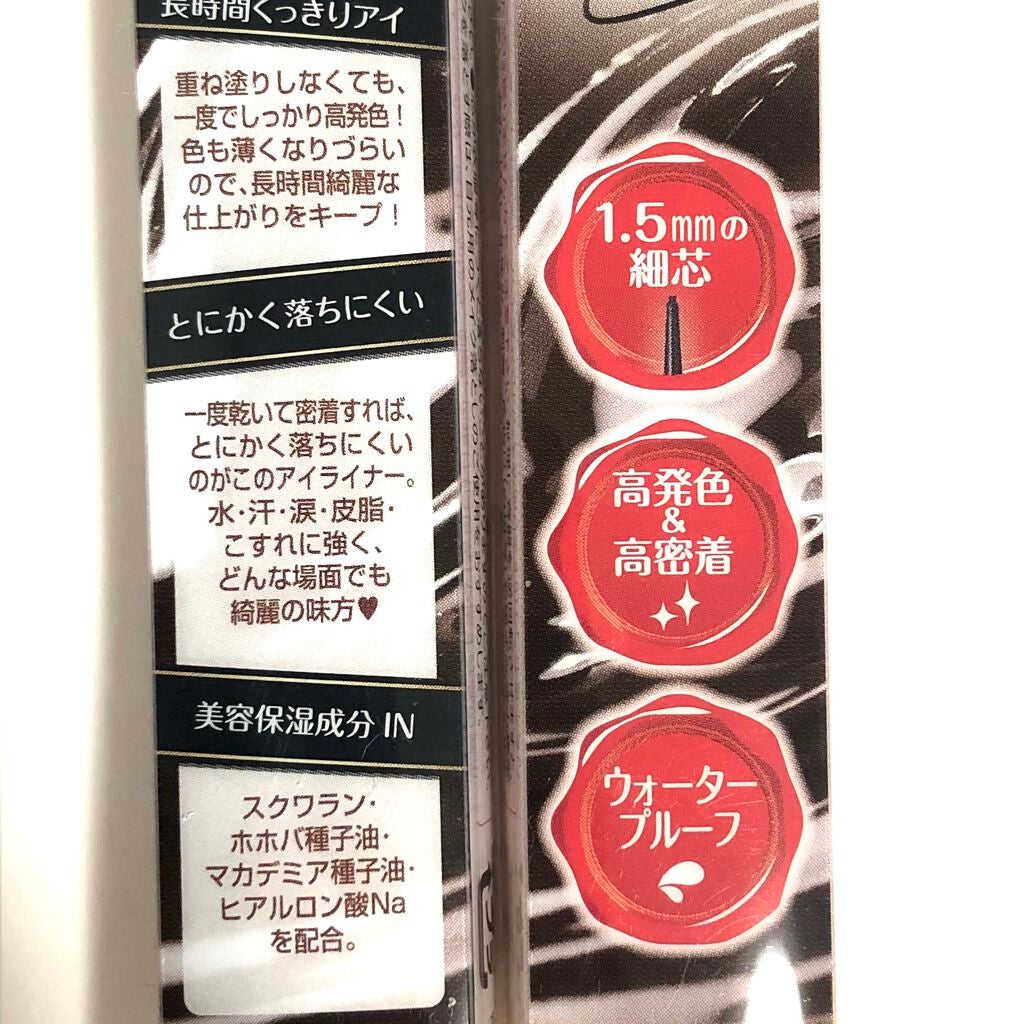 長時間くっきりアイ
重ね塗りしなくても、
一度でしっかり高発色！
色も薄くなりづらい
ので、長時間綺麗な
仕上がりをキープ！
とにかく落ちにくい
一度乾いて密着すれば、
とにかく落ちにくい
のがこのアイライナー。
水・汗・涙・皮脂・
こすれに強く、
どんな場面でも
綺麗の味方♥
美容保湿成分 IN
スクワラン・
ホホバ種子油・
マカデミア種子油・
ヒアルロン酸Na
を配合。
1.5mmの
細芯
高発色
&
高密着
ウォーター
プルーフ